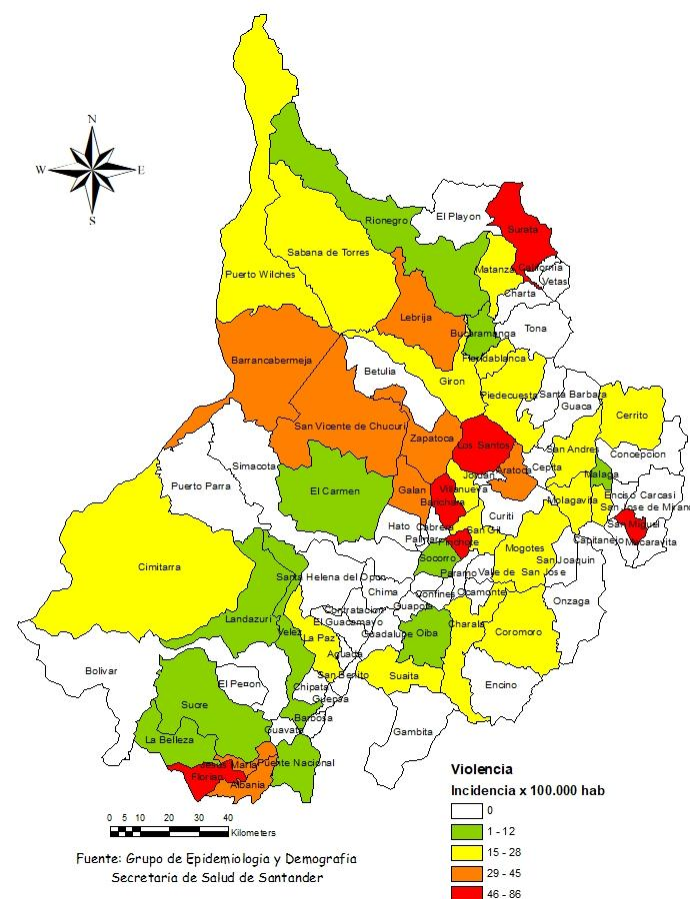 N
W E
S
El Playon
Rionegro
Surata
Sabana de Torres
Matanza
California
Puerto Wilches
Vetas
Charta
Lebrija
Bucaramanga
Tona
Floridablanca
Barrancabermeja
Betulia
Giron
Piedecuesta
Santa Barbara
Guaca
Cerrito
San Vicente de Chucuri
Zapatoca
Los Santos
San Andres
Concepcion
Simacota
Cepita
Aratoca
Jordan
Malaga
Puerto Parra
El Carmen
Galan
Villanueva
Barichara
Enciso
Carcasi
Molagavita
San Jose de Miran
Curiti
Hato
Cabrera
San Gil
San Miguel
Palmar
Pinchote
Capitanejo
Macaravita
Mogotes
Socorro
San Joaquin
Cimitarra
Paramo
Valle de San Jose
Santa Helena del Opon
Chima
Confines
Ocamonte
Onzaga
Contratacion
Guapota
Landazuri
El Guacamayo
Charala
Velez
La Paz
Guadalupe
Oiba
Coromoro
Aguada
Bolivar
San Benito
Suaita
El Penon
Chipata
Encino
Guepsa
Sucre
Barbosa
Guavata
Gambita
La Belleza
Jesus Maria
Puente Nacional
Florian
Albania
Violencia
Incidencia x 100.000 hab
0
1 - 12
15 - 28
29 - 45
46 - 86
0 5 10 20 30 40
Kilometers
Fuente: Grupo de Epidemiologia y Demografia
Secretaria de Salud de Santander